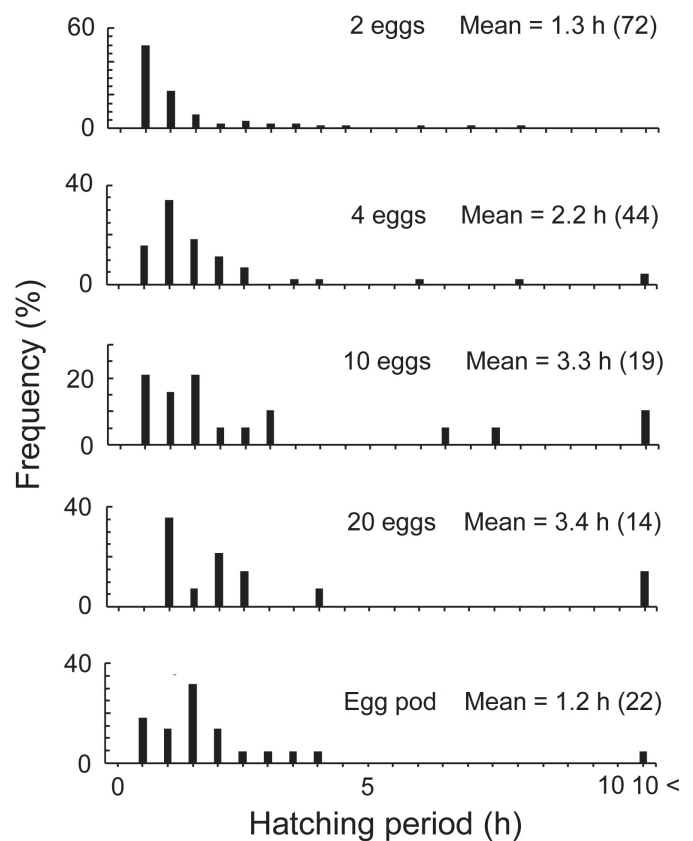 60
2 eggs Mean = 1.3 h (72)
0
40
4 eggs Mean = 2.2 h (44)
0
10 eggs Mean = 3.3 h (19)
20
0
40
20 eggs Mean = 3.4 h (14)
0
40
Egg pod Mean = 1.2 h (22)
0
0 5 10 10 <
Hatching period (h)
Frequency (%)